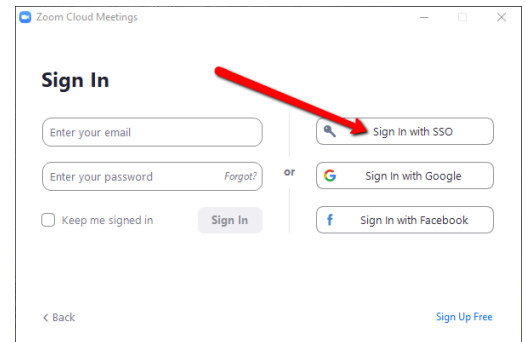 Zoom Cloud Meetings
Sign In
Enter your email
Enter your password Forgot?
Keep me signed in Sign In
or
Sign In with SSO
Sign In with Google
Sign In with Facebook
< Back
Sign Up Free